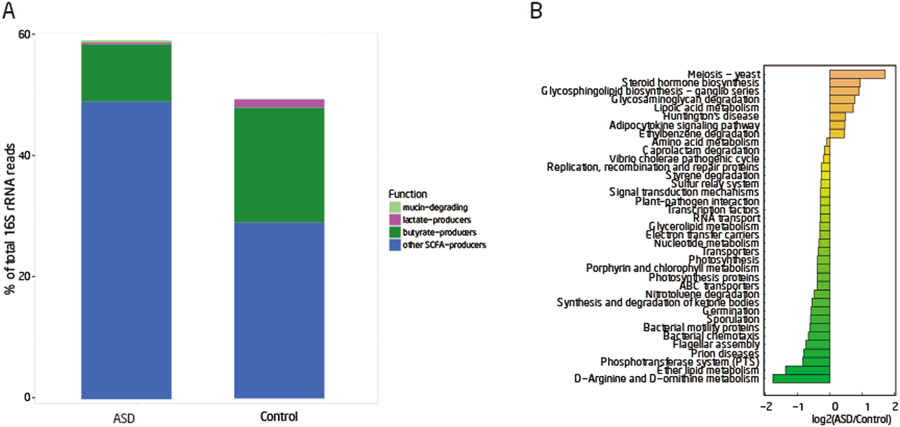 A
60
40
20
0
% of total 16S rRNA reads
ASD
Control
Function
mucin-degrading
lactate-producers
butyrate-producers
other SCFA-producers
B
Meiosis - yeast
Steroid hormone biosynthesis
Glycosphingolipid biosynthesis - ganglio series
Glycosaminoglycan degradation
Lipoic acid metabolism
Huntington's disease
Adipocytokine signaling pathway
Ethylbenzene degradation
Amino acid metabolism
Caprolactam degradation
Vibrio cholerae pathogenic cycle
Replication, recombination and repair proteins
Styrene degradation
Sulfur relay system
Signal transduction mechanisms
Plant-pathogen interaction
Transcription factors
RNA transport
Glycerolipid metabolism
Electron transfer carriers
Nucleotide metabolism
Transporters
Photosynthesis
Porphyrin and chlorophyll metabolism
Photosynthesis proteins
ABC transporters
Nitrotoluene degradation
Synthesis and degradation of ketone bodies
Germination
Sporulation
Bacterial motility proteins
Bacterial chemotaxis
Flagellar assembly
Prion diseases
Phosphotransferase system (PTS)
Ether lipid metabolism
D-Arginine and D-ornithine metabolism
-2 -1 0 1 2
log2(ASD/Control)